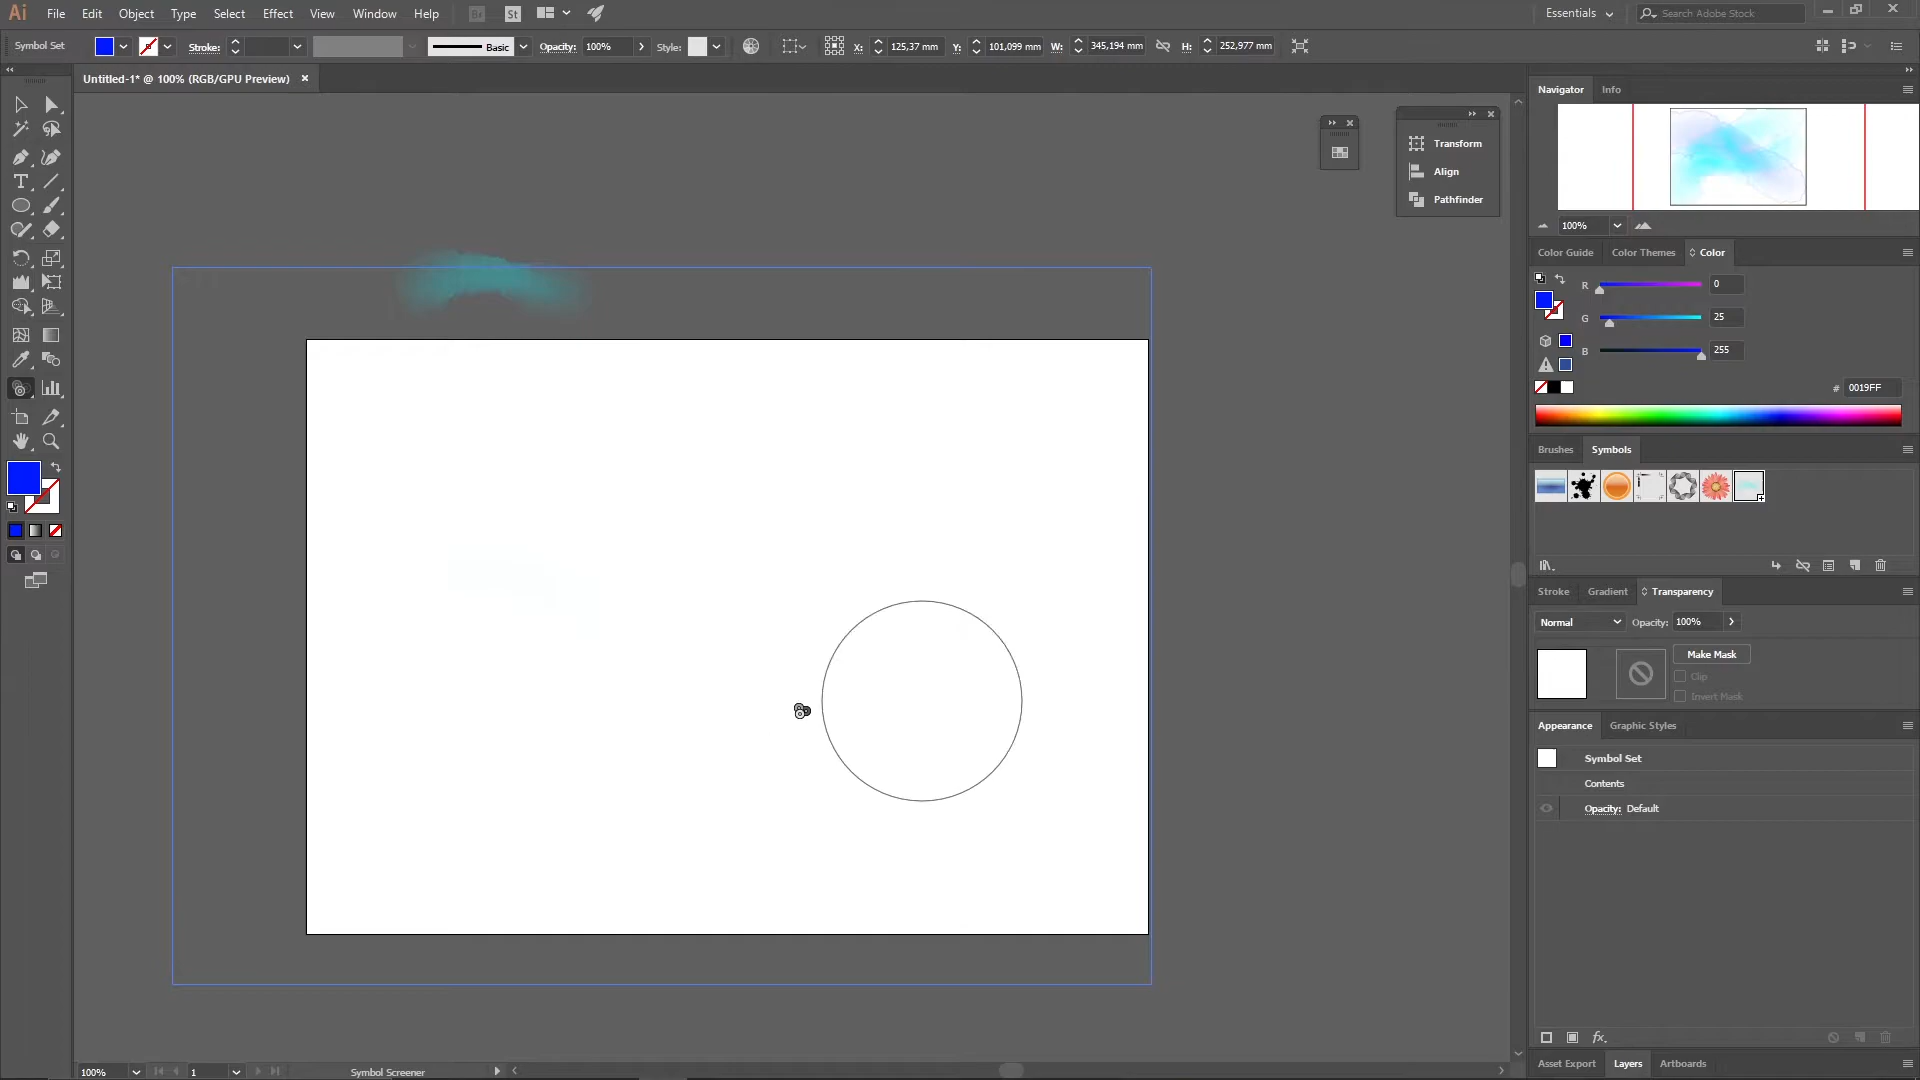 Ai File Edit Object Type Select Effect View Window Help Br St Essentials Search Adobe Stock
Symbol Set Stroke: Basic Opacity: 100% Style: X: 125,37 mm Y: 101,099 mm W: 345,194 mm H: 252,977 mm
Untitled-1* @ 100% (RGB/GPU Preview)
Navigator Info
Transform
Align
Pathfinder
100%
Color Guide Color Themes Color
R 0
G 25
B 255
# 0019FF
Brushes Symbols
Stroke Gradient Transparency
Normal Opacity: 100%
Make Mask
Clip
Invert Mask
Appearance Graphic Styles
Symbol Set
Contents
Opacity: Default
fx
Asset Export Layers Artboards
100% 1 Symbol Screener